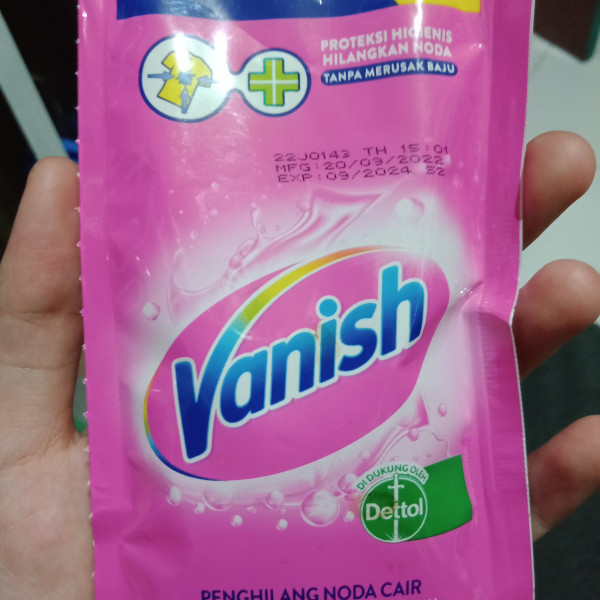 PROTEKSI HIGIENIS
HILANGKAN NODA
TANPA MERUSAK BAJU
22J0143 TH 15:01
MFG:20/09/2022
EXP:09/2024 S2
Vanish
DI DUKUNG OLEH
Dettol
PENGHILANG NODA CAIR